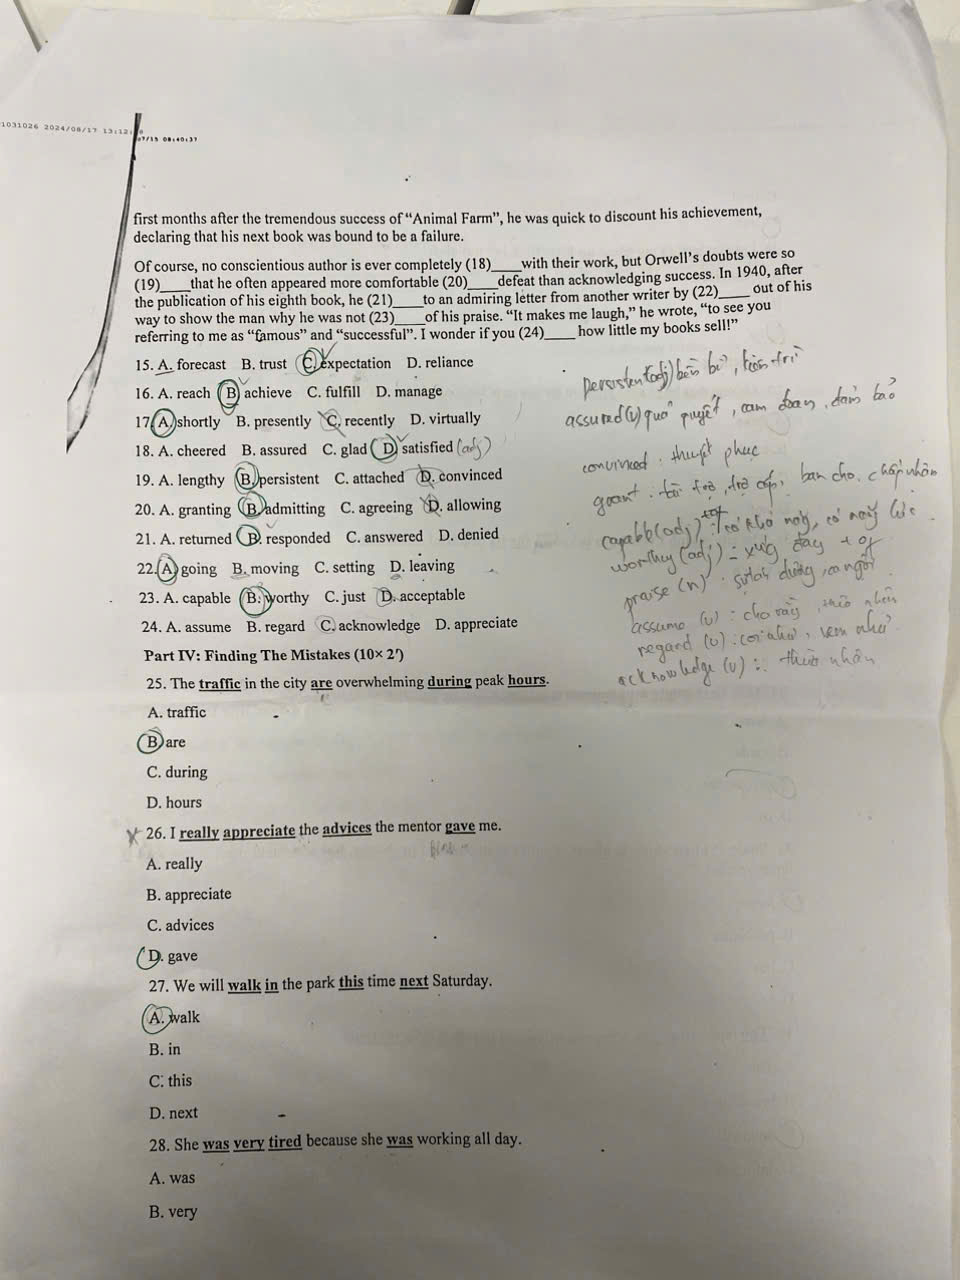 1031026 2024/08/17 13:12:
07/15 08:40:37
first months after the tremendous success of “Animal Farm”, he was quick to discount his achievement,
declaring that his next book was bound to be a failure.
Of course, no conscientious author is ever completely (18)____with their work, but Orwell’s doubts were so
(19)____that he often appeared more comfortable (20)____defeat than acknowledging success. In 1940, after
the publication of his eighth book, he (21)____to an admiring letter from another writer by (22)____ out of his
way to show the man why he was not (23)____of his praise. “It makes me laugh,” he wrote, “to see you
referring to me as “famous” and “successful”. I wonder if you (24)____ how little my books sell!”
15. A. forecast B. trust C. expectation D. reliance
16. A. reach B. achieve C. fulfill D. manage
17. A. shortly B. presently C. recently D. virtually
18. A. cheered B. assured C. glad D. satisfied (adj)
19. A. lengthy B. persistent C. attached D. convinced
20. A. granting B. admitting C. agreeing D. allowing
21. A. returned B. responded C. answered D. denied
22. A. going B. moving C. setting D. leaving
23. A. capable B. worthy C. just D. acceptable
24. A. assume B. regard C. acknowledge D. appreciate
persisten (adj) bền bỉ, kiên trì
assured (v) quả quyết, cam đoan, đảm bảo
convinced : thuyết phục
grant : tài trợ, trợ cấp, ban cho, chấp nhận
capable (adj) : có khả năng, có năng lực
worthy (adj) = xứng đáng + of
praise (n) :
assume (v) : cho rằng, thừa nhận
regard (v) : coi như, xem như
acknowledge (v) : thừa nhận
Part IV: Finding The Mistakes (10× 2')
25. The traffic in the city are overwhelming during peak hours.
A. traffic
B. are
C. during
D. hours
26. I really appreciate the advices the mentor gave me.
A. really
B. appreciate
C. advices
D. gave
27. We will walk in the park this time next Saturday.
A. walk
B. in
C. this
D. next
28. She was very tired because she was working all day.
A. was
B. very